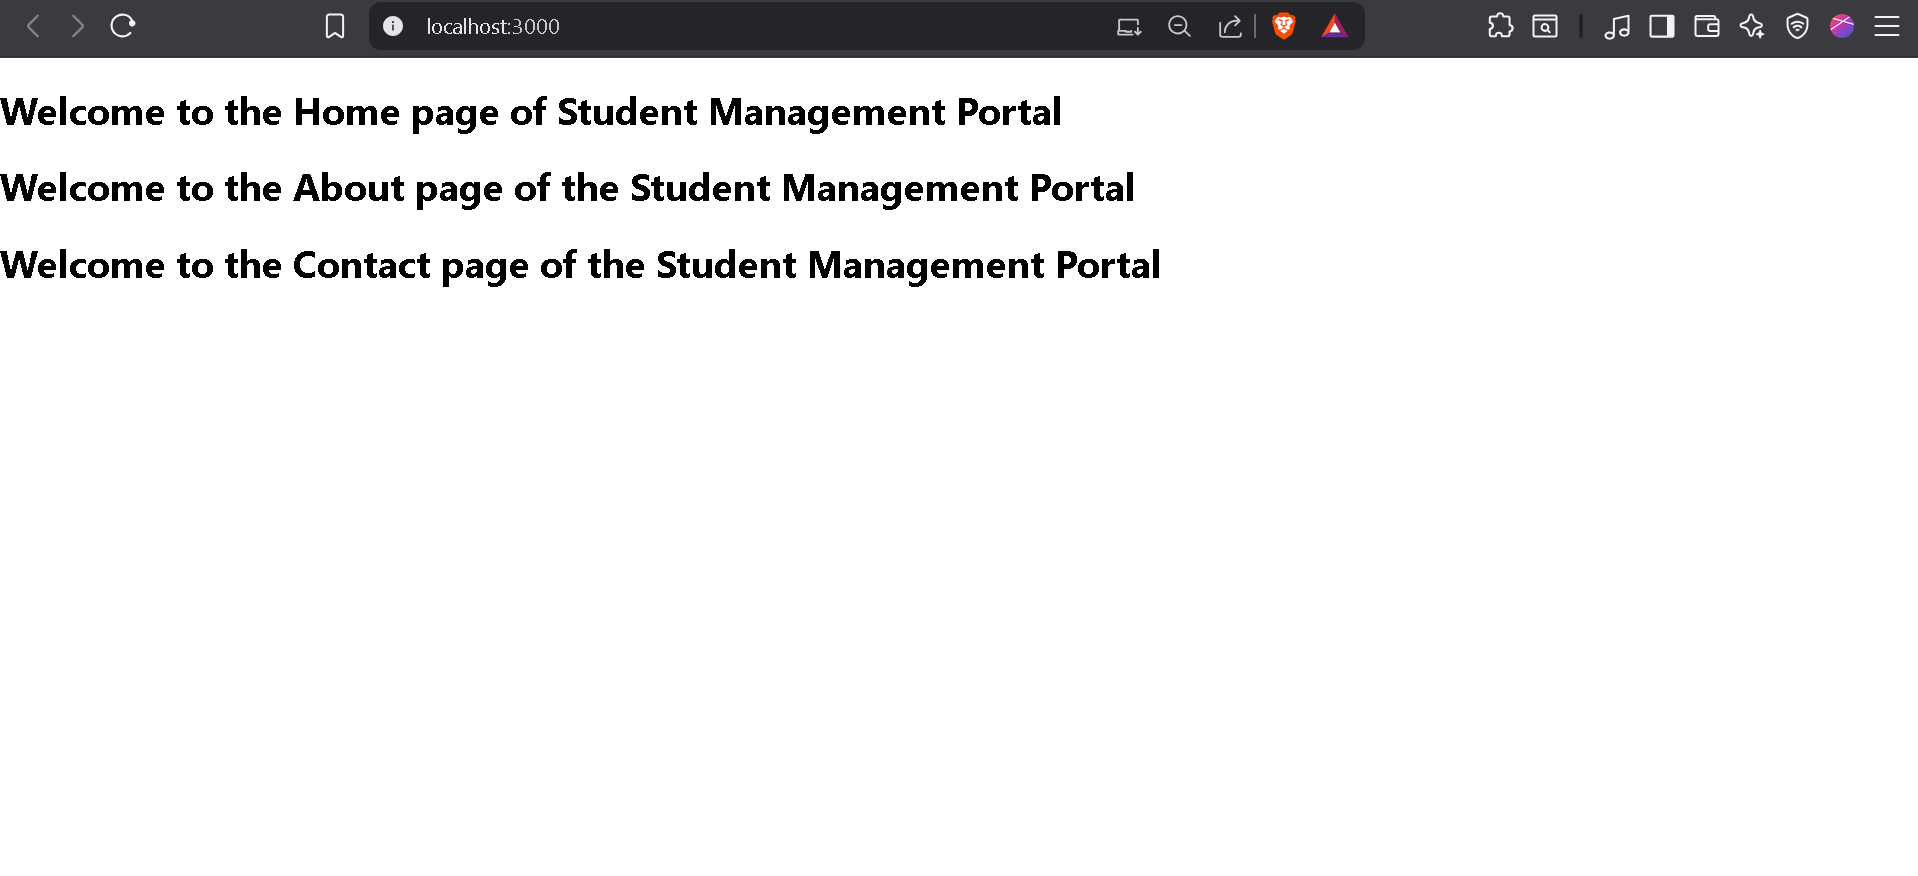 localhost:3000
Welcome to the Home page of Student Management Portal
Welcome to the About page of the Student Management Portal
Welcome to the Contact page of the Student Management Portal